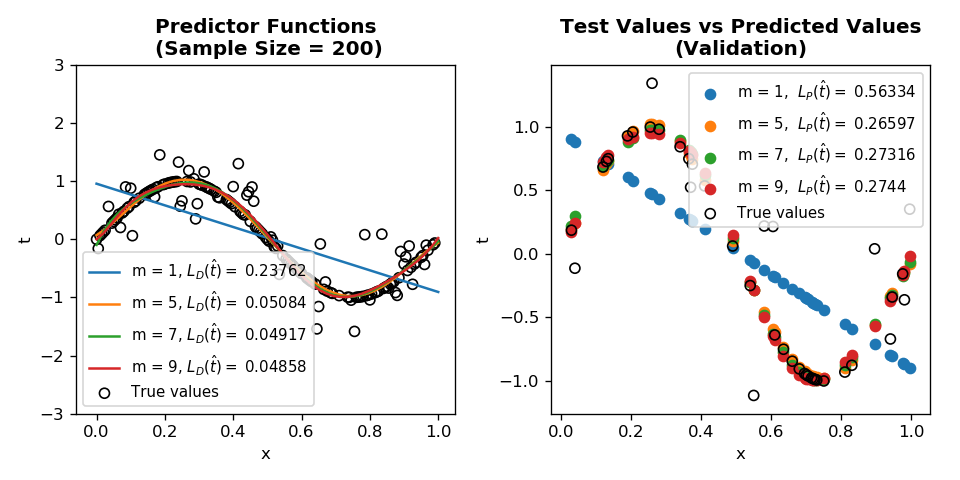 Predictor Functions
(Sample Size = 200)
3
2
1
0
−1
−2
−3
t
0.0 0.2 0.4 0.6 0.8 1.0
x
m = 1, L_D(t̂) = 0.23762
m = 5, L_D(t̂) = 0.05084
m = 7, L_D(t̂) = 0.04917
m = 9, L_D(t̂) = 0.04858
True values
Test Values vs Predicted Values
(Validation)
1.0
0.5
0.0
−0.5
−1.0
t
0.0 0.2 0.4 0.6 0.8 1.0
x
m = 1, L_P(t̂) = 0.56334
m = 5, L_P(t̂) = 0.26597
m = 7, L_P(t̂) = 0.27316
m = 9, L_P(t̂) = 0.2744
True values